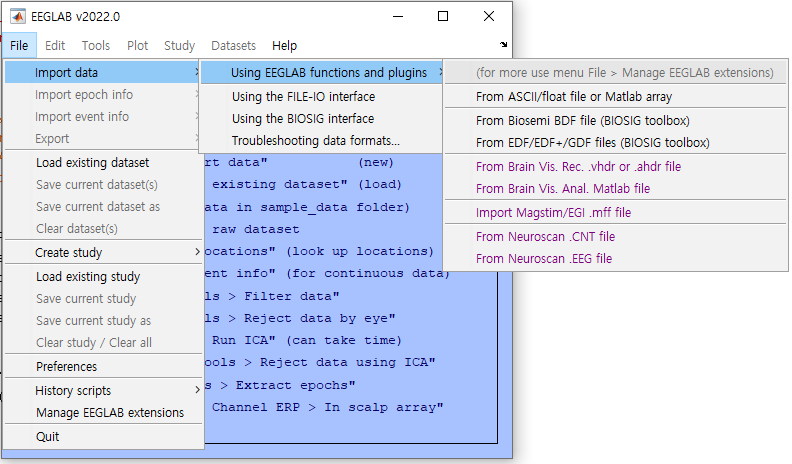 EEGLAB v2022.0
File Edit Tools Plot Study Datasets Help
Import data
Import epoch info
Import event info
Export
Load existing dataset
Save current dataset(s)
Save current dataset as
Clear dataset(s)
Create study
Load existing study
Save current study
Save current study as
Clear study / Clear all
Preferences
History scripts
Manage EEGLAB extensions
Quit
Using EEGLAB functions and plugins
Using the FILE-IO interface
Using the BIOSIG interface
Troubleshooting data formats...
(for more use menu File > Manage EEGLAB extensions)
From ASCII/float file or Matlab array
From Biosemi BDF file (BIOSIG toolbox)
From EDF/EDF+/GDF files (BIOSIG toolbox)
From Brain Vis. Rec. .vhdr or .ahdr file
From Brain Vis. Anal. Matlab file
Import Magstim/EGI .mff file
From Neuroscan .CNT file
From Neuroscan .EEG file
rt data" (new)
existing dataset" (load)
ata in sample_data folder)
raw dataset
ocations" (look up locations)
ent info" (for continuous data)
ls > Filter data"
ls > Reject data by eye"
Run ICA" (can take time)
ools > Reject data using ICA"
s > Extract epochs"
Channel ERP > In scalp array"